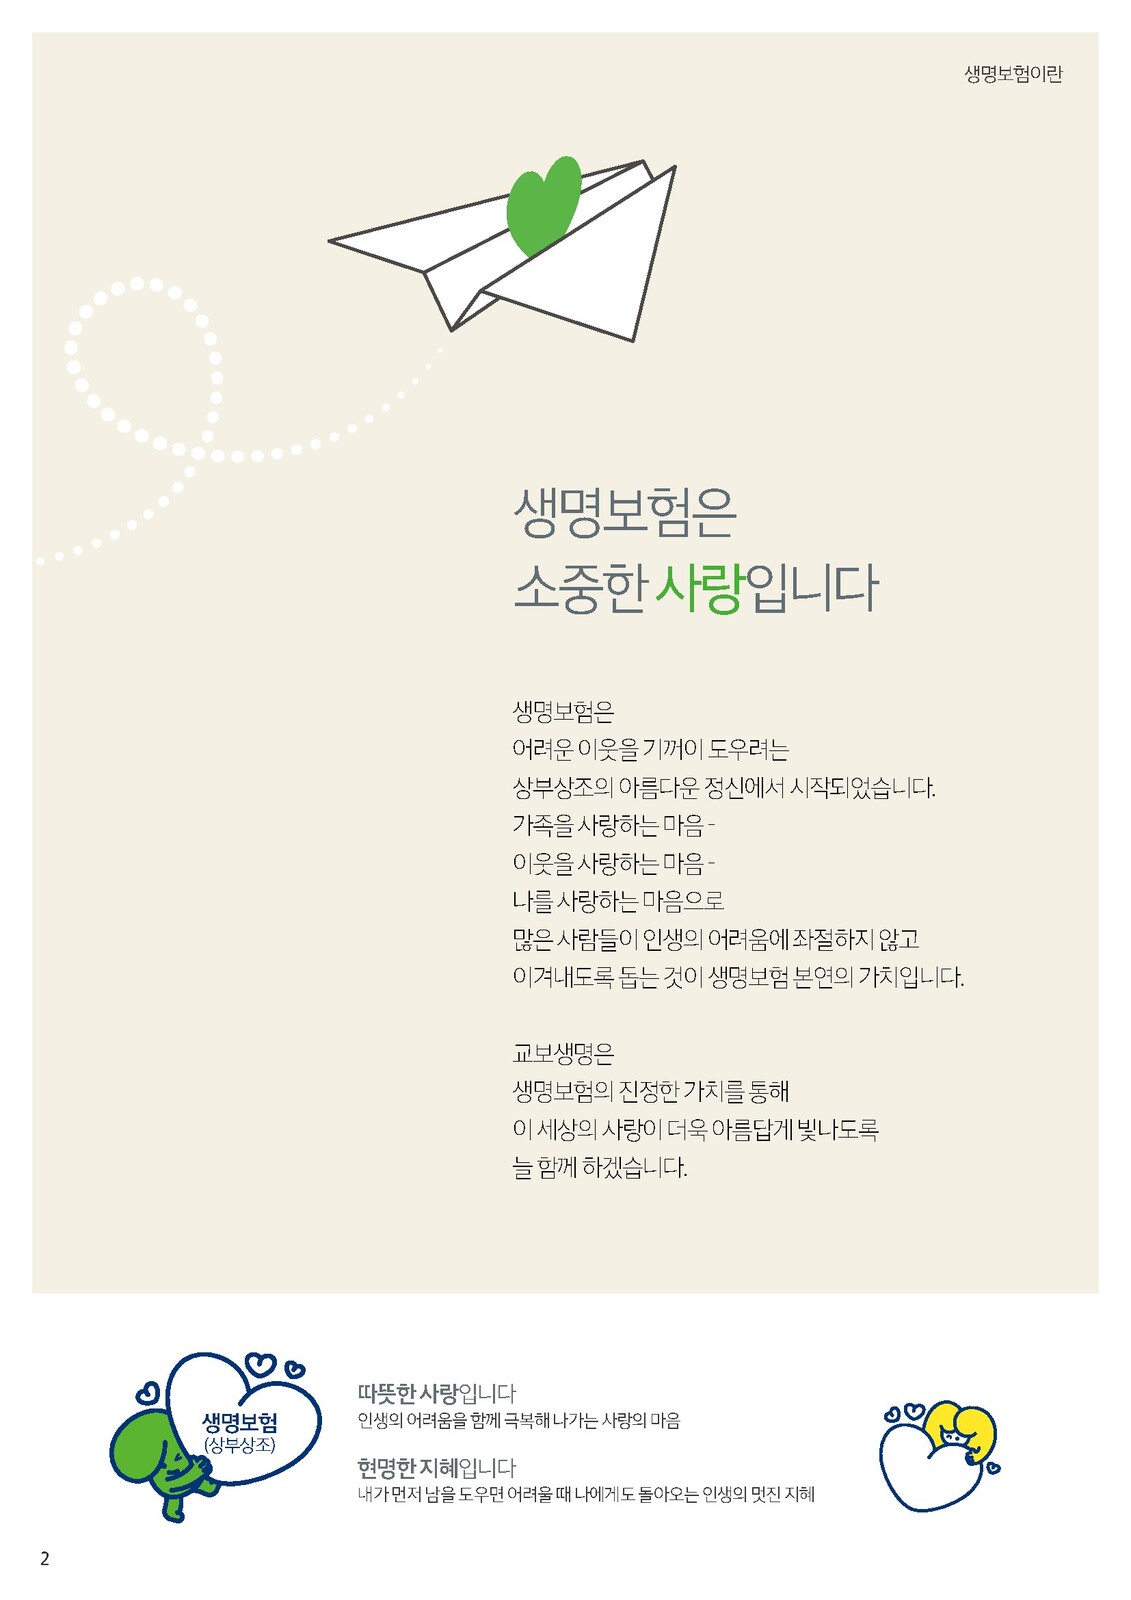 생명보험이란
생명보험은
소중한 사랑입니다
생명보험은
어려운 이웃을 기꺼이 도우려는
상부상조의 아름다운 정신에서 시작되었습니다.
가족을 사랑하는 마음 -
이웃을 사랑하는 마음 -
나를 사랑하는 마음으로
많은 사람들이 인생의 어려움에 좌절하지 않고
이겨내도록 돕는 것이 생명보험 본연의 가치입니다.
교보생명은
생명보험의 진정한 가치를 통해
이 세상의 사랑이 더욱 아름답게 빛나도록
늘 함께 하겠습니다.
생명보험
(상부상조)
따뜻한 사랑입니다
인생의 어려움을 함께 극복해 나가는 사랑의 마음
현명한 지혜입니다
내가 먼저 남을 도우면 어려울 때 나에게도 돌아오는 인생의 멋진 지혜
2